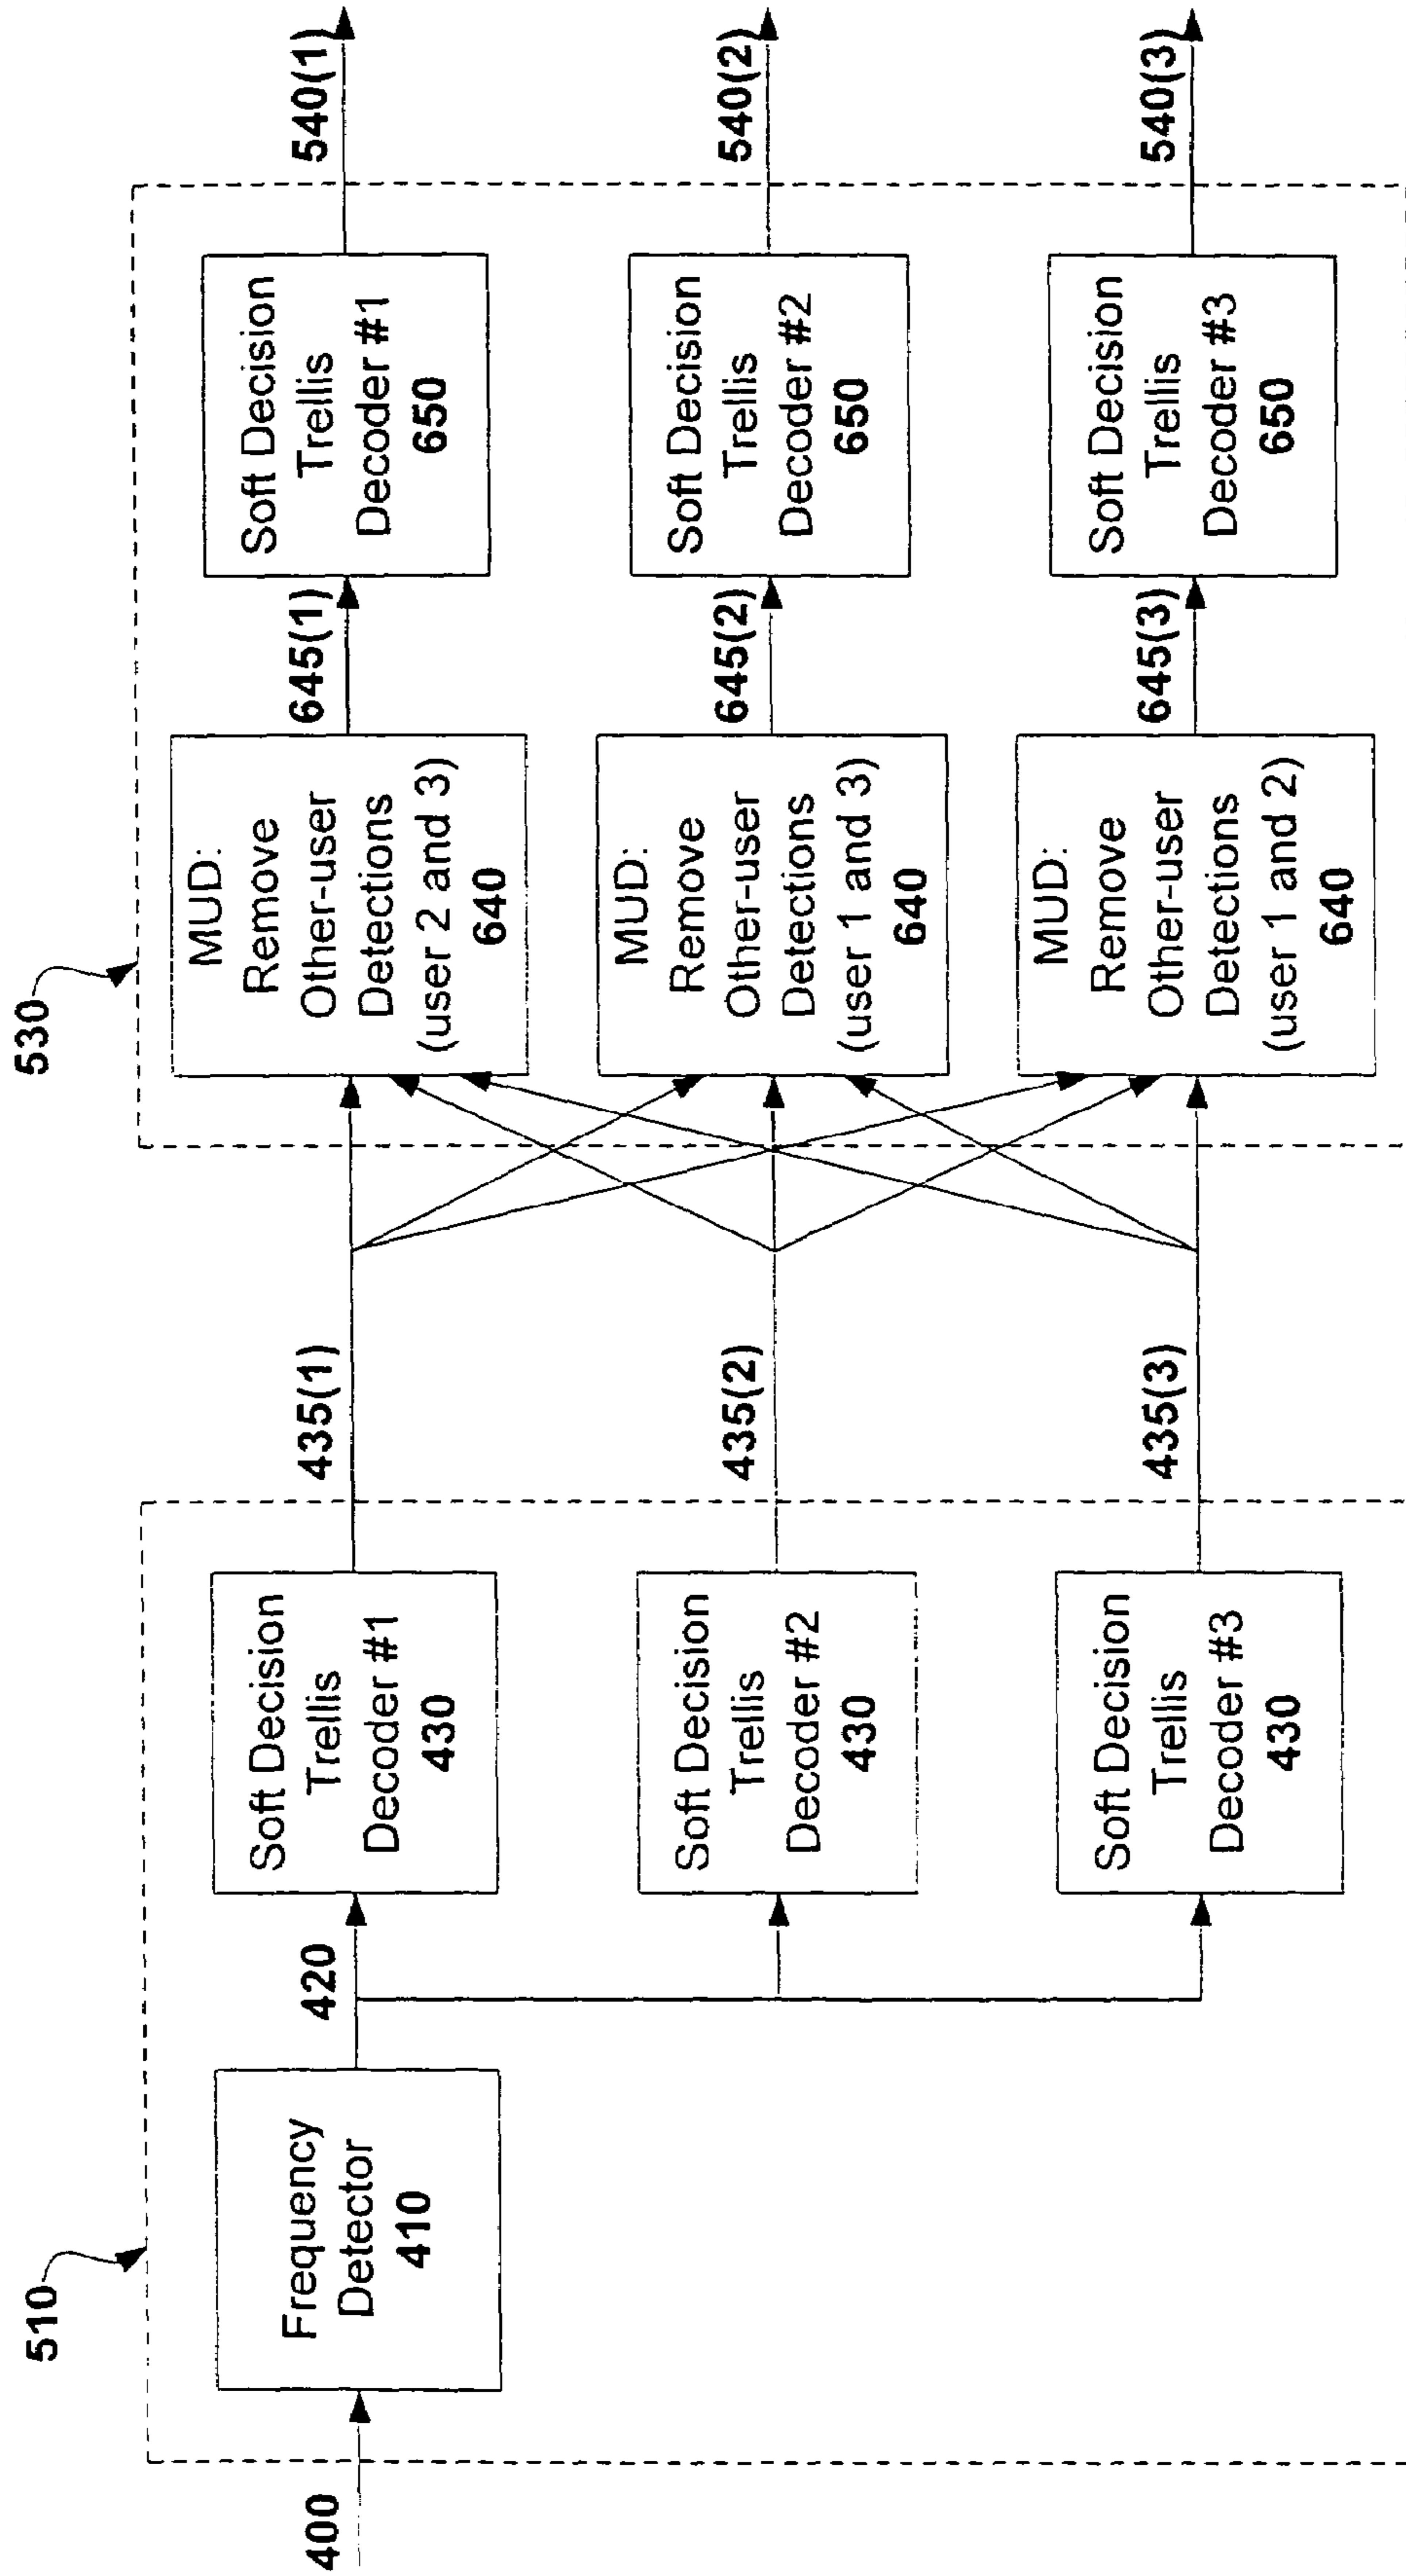 510
530
400
Frequency
Detector
410
420
Soft Decision
Trellis
Decoder #1
430
435(1)
MUD:
Remove
Other-user
Detections
(user 2 and 3)
640
645(1)
Soft Decision
Trellis
Decoder #1
650
540(1)
Soft Decision
Trellis
Decoder #2
430
435(2)
MUD:
Remove
Other-user
Detections
(user 1 and 3)
640
645(2)
Soft Decision
Trellis
Decoder #2
650
540(2)
Soft Decision
Trellis
Decoder #3
430
435(3)
MUD:
Remove
Other-user
Detections
(user 1 and 2)
640
645(3)
Soft Decision
Trellis
Decoder #3
650
540(3)